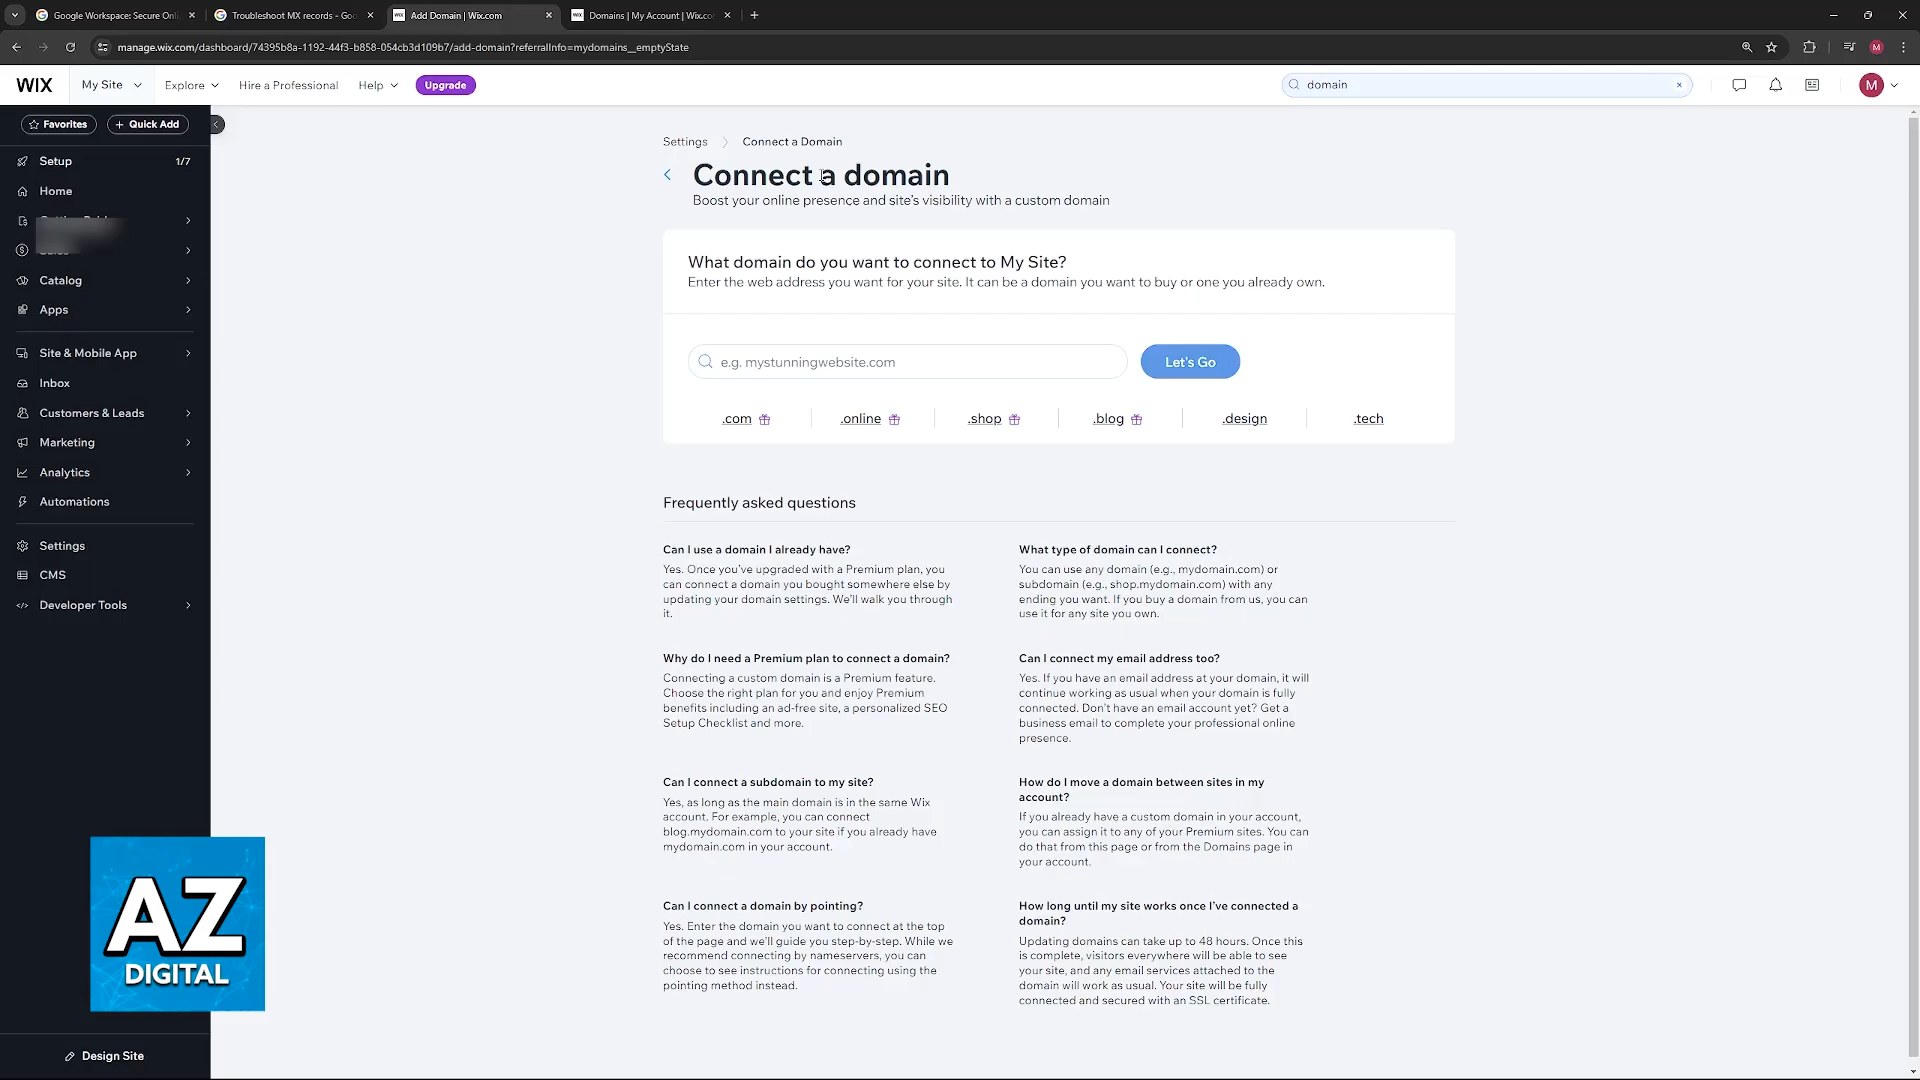 Google Workspace: Secure Onl
Troubleshoot MX records - Goo
Add Domain | Wix.com
Domains | My Account | Wix.co
manage.wix.com/dashboard/74395b8a-1192-44f3-b858-054cb3d109b7/add-domain?referralInfo=mydomains__emptyState
M
WIX
My Site
Explore
Hire a Professional
Help
Upgrade
domain
M
Favorites
+ Quick Add
Setup
1/7
Home
Catalog
Apps
Site & Mobile App
Inbox
Customers & Leads
Marketing
Analytics
Automations
Settings
CMS
Developer Tools
Design Site
AZ
DIGITAL
Settings
Connect a Domain
Connect a domain
Boost your online presence and site's visibility with a custom domain
What domain do you want to connect to My Site?
Enter the web address you want for your site. It can be a domain you want to buy or one you already own.
e.g. mystunningwebsite.com
Let's Go
.com
.online
.shop
.blog
.design
.tech
Frequently asked questions
Can I use a domain I already have?
Yes. Once you've upgraded with a Premium plan, you
can connect a domain you bought somewhere else by
updating your domain settings. We'll walk you through
it.
What type of domain can I connect?
You can use any domain (e.g., mydomain.com) or
subdomain (e.g., shop.mydomain.com) with any
ending you want. If you buy a domain from us, you can
use it for any site you own.
Why do I need a Premium plan to connect a domain?
Connecting a custom domain is a Premium feature.
Choose the right plan for you and enjoy Premium
benefits including an ad-free site, a personalized SEO
Setup Checklist and more.
Can I connect my email address too?
Yes. If you have an email address at your domain, it will
continue working as usual when your domain is fully
connected. Don't have an email account yet? Get a
business email to complete your professional online
presence.
Can I connect a subdomain to my site?
Yes, as long as the main domain is in the same Wix
account. For example, you can connect
blog.mydomain.com to your site if you already have
mydomain.com in your account.
How do I move a domain between sites in my
account?
If you already have a custom domain in your account,
you can assign it to any of your Premium sites. You can
do that from this page or from the Domains page in
your account.
Can I connect a domain by pointing?
Yes. Enter the domain you want to connect at the top
of the page and we'll guide you step-by-step. While we
recommend connecting by nameservers, you can
choose to see instructions for connecting using the
pointing method instead.
How long until my site works once I've connected a
domain?
Updating domains can take up to 48 hours. Once this
is complete, visitors everywhere will be able to see
your site, and any email services attached to the
domain will work as usual. Your site will be fully
connected and secured with an SSL certificate.